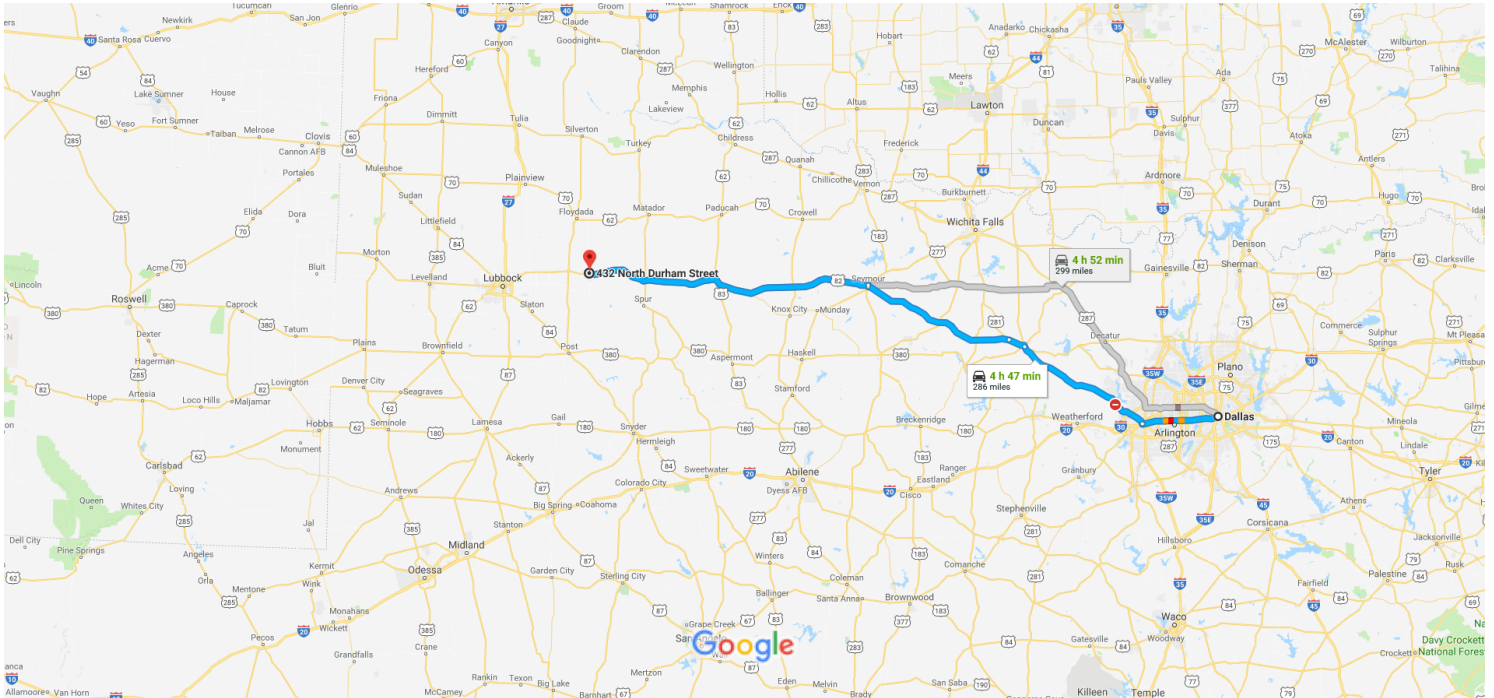 Tucumcari
Newkirk
San Jon
Glenrio
Groom
McLean
Shamrock
Claude
Goodnight
Clarendon
Canyon
Santa Rosa
Cuervo
Hereford
Wellington
Hobart
Anadarko
Chickasha
McAlester
Wilburton
Talihina
Vaughn
Lake Sumner
House
Friona
Memphis
Hollis
Altus
Meers
Lawton
Pauls Valley
Ada
Yeso
Fort Sumner
Taiban
Melrose
Clovis
Cannon AFB
Dimmitt
Tulia
Silverton
Lakeview
Turkey
Childress
Quanah
Chillicothe
Vernon
Frederick
Duncan
Davis
Sulphur
Atoka
Antlers
Portales
Muleshoe
Plainview
Burkburnett
Ardmore
Durant
Hugo
Elida
Dora
Sudan
Littlefield
Floydada
Matador
Paducah
Crowell
Wichita Falls
Denison
Sherman
Paris
Clarksville
Acme
Bluit
Morton
Levelland
Lubbock
432 North Durham Street
Seymour
4 h 52 min
299 miles
Gainesville
Lincoln
Roswell
Caprock
Slaton
Spur
Knox City
Munday
Dexter
Tatum
Plains
Brownfield
Post
Aspermont
Haskell
Decatur
Commerce
Sulphur
Springs
Mt Pleasant
Hagerman
Pittsburg
4 h 47 min
286 miles
Plano
Hope
Artesia
Loco Hills
Maljamar
Lovington
Denver City
Seagraves
Stamford
Hobbs
Seminole
Lamesa
Gail
Snyder
Hermleigh
Breckenridge
Weatherford
Arlington
Dallas
Mineola
Lindale
Canton
Monument
Carlsbad
Ackerly
Colorado City
Sweetwater
Abilene
Dyess AFB
Ranger
Eastland
Cisco
Granbury
Tyler
Loving
Queen
Whites City
Andrews
Big Spring
Coahoma
Stephenville
Athens
Corsicana
Jal
Stanton
Midland
Dell City
Pine Springs
Angeles
Orla
Kermit
Wink
Odessa
Garden City
Sterling City
Winters
Ballinger
Coleman
Santa Anna
Brownwood
Comanche
Hillsboro
Jacksonville
Palestine
Rusk
Fairfield
Mentone
Monahans
Wickett
Pecos
Grandfalls
Crane
Grape Creek
Google
Waco
Woodway
Gatesville
Davy Crockett
National Forest
Allamoore
Van Horn
McCamey
Rankin
Texon
Big Lake
Barnhart
Mertzon
Eden
Melvin
Brady
San Saba
Killeen
Temple